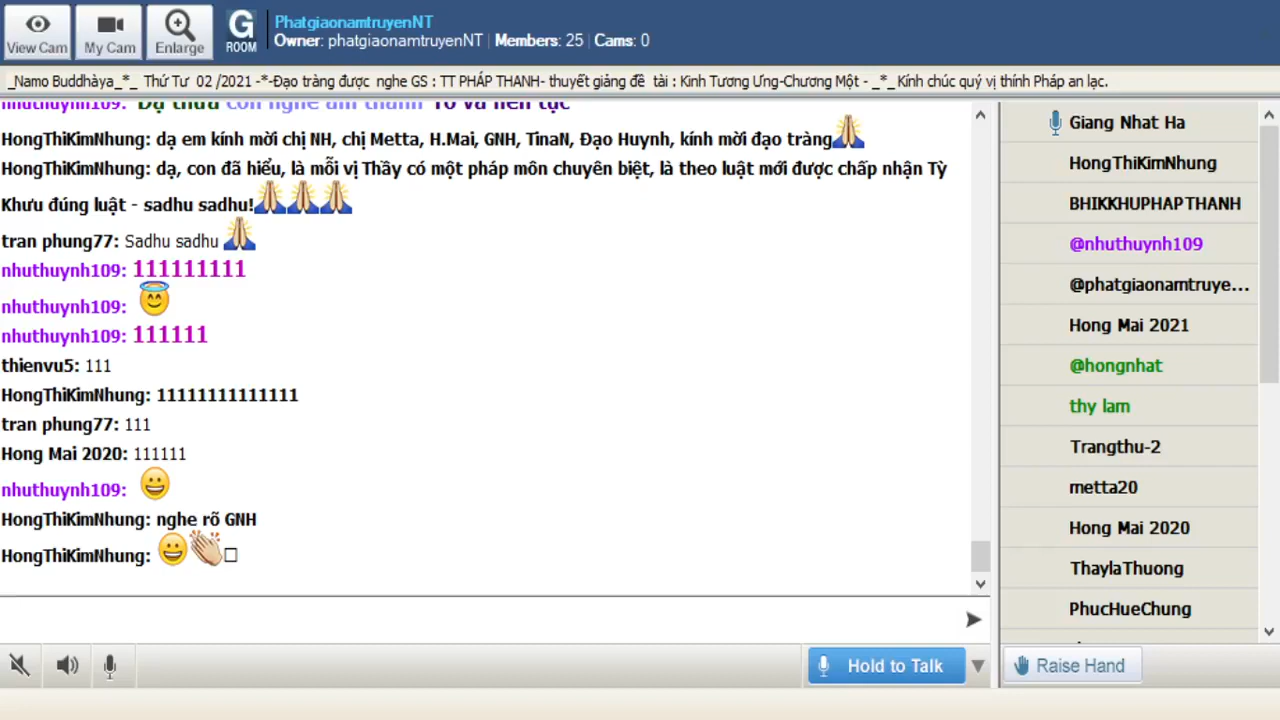 View Cam
My Cam
Enlarge
G
ROOM
PhatgiaonamtruyenNT
Owner: phatgiaonamtruyenNT | Members: 25 | Cams: 0
_Namo Buddhàya_*_ Thứ Tư 02 /2021 -*-Đạo tràng được nghe GS : TT PHÁP THANH- thuyết giảng đề tài : Kinh Tương Ưng-Chương Một - _*_ Kính chúc quý vị thính Pháp an lạc.
nhuthuynh109: Dạ thưa con nghe âm thanh Tỏ và liên tục
HongThiKimNhung: dạ em kính mời chị NH, chị Metta, H.Mai, GNH, TinaN, Đạo Huynh, kính mời đạo tràng
HongThiKimNhung: dạ, con đã hiểu, là mỗi vị Thầy có một pháp môn chuyên biệt, là theo luật mới được chấp nhận Tỳ
Khưu đúng luật - sadhu sadhu!
tran phung77: Sadhu sadhu
nhuthuynh109: 111111111
nhuthuynh109:
nhuthuynh109: 111111
thienvu5: 111
HongThiKimNhung: 11111111111111
tran phung77: 111
Hong Mai 2020: 111111
nhuthuynh109:
HongThiKimNhung: nghe rõ GNH
HongThiKimNhung:
Hold to Talk
Giang Nhat Ha
HongThiKimNhung
BHIKKHUPHAPTHANH
@nhuthuynh109
@phatgiaonamtruye...
Hong Mai 2021
@hongnhat
thy lam
Trangthu-2
metta20
Hong Mai 2020
ThaylaThuong
PhucHueChung
Raise Hand